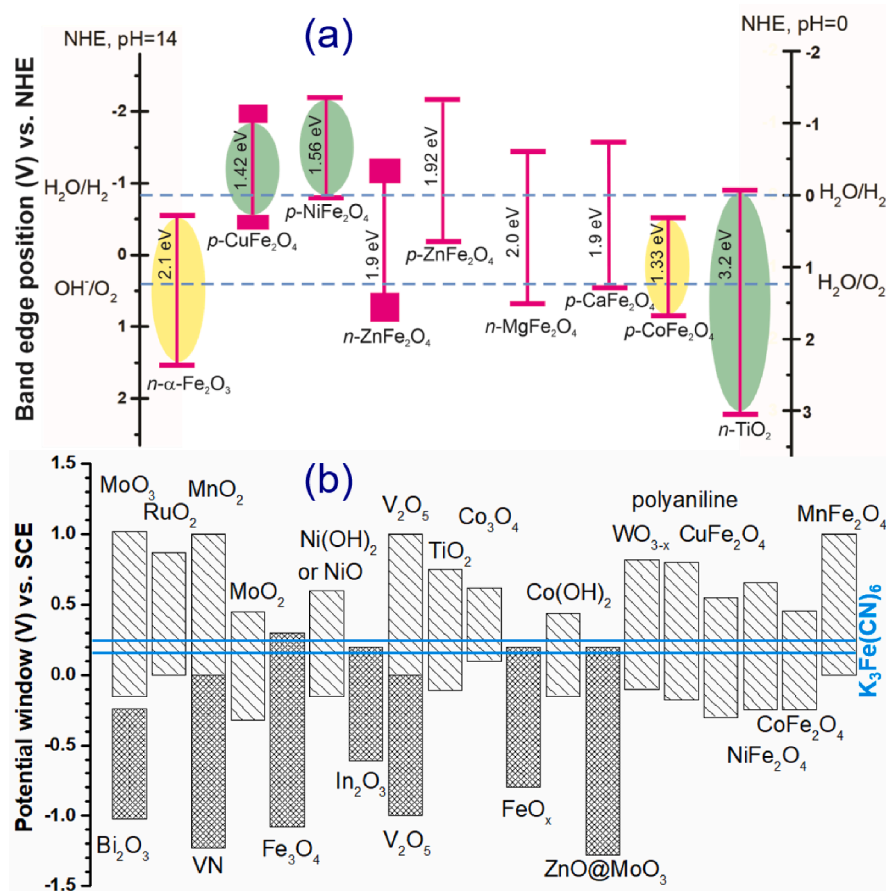 (a)
NHE, pH=14
NHE, pH=0
Band edge position (V) vs. NHE
-2
-1
0
1
2
-2
-1
0
1
2
3
H₂O/H₂
OH⁻/O₂
H₂O/H₂
H₂O/O₂
2.1 eV
n-α-Fe₂O₃
1.42 eV
p-CuFe₂O₄
1.56 eV
p-NiFe₂O₄
1.9 eV
n-ZnFe₂O₄
1.92 eV
p-ZnFe₂O₄
2.0 eV
n-MgFe₂O₄
1.9 eV
p-CaFe₂O₄
1.33 eV
p-CoFe₂O₄
3.2 eV
n-TiO₂
(b)
Potential window (V) vs. SCE
1.5
1.0
0.5
0.0
-0.5
-1.0
-1.5
MoO₃
RuO₂
MnO₂
MoO₂
Ni(OH)₂
or NiO
V₂O₅
TiO₂
Co₃O₄
Co(OH)₂
polyaniline
WO₃₋ₓ
CuFe₂O₄
MnFe₂O₄
K₃Fe(CN)₆
Bi₂O₃
VN
Fe₃O₄
In₂O₃
V₂O₅
FeOₓ
ZnO@MoO₃
NiFe₂O₄
CoFe₂O₄